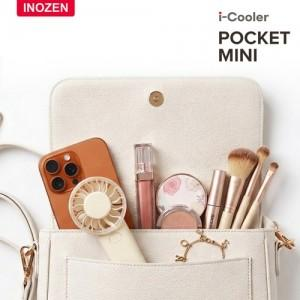 INOZEN
i-Cooler
POCKET
MINI